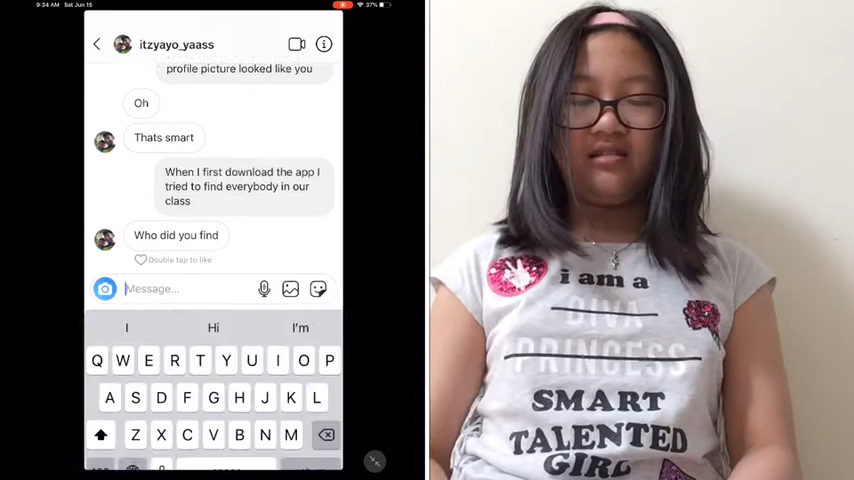 9:34 AM Sat Jun 15
37%
itzyayo_yaass
profile picture looked like you
Oh
Thats smart
When I first download the app I
tried to find everybody in our
class
Who did you find
Double tap to like
Message...
I Hi I'm
Q W E R T Y U I O P
A S D F G H J K L
Z X C V B N M
i am a
DIVA
PRINCESS
SMART
TALENTED
GIRL